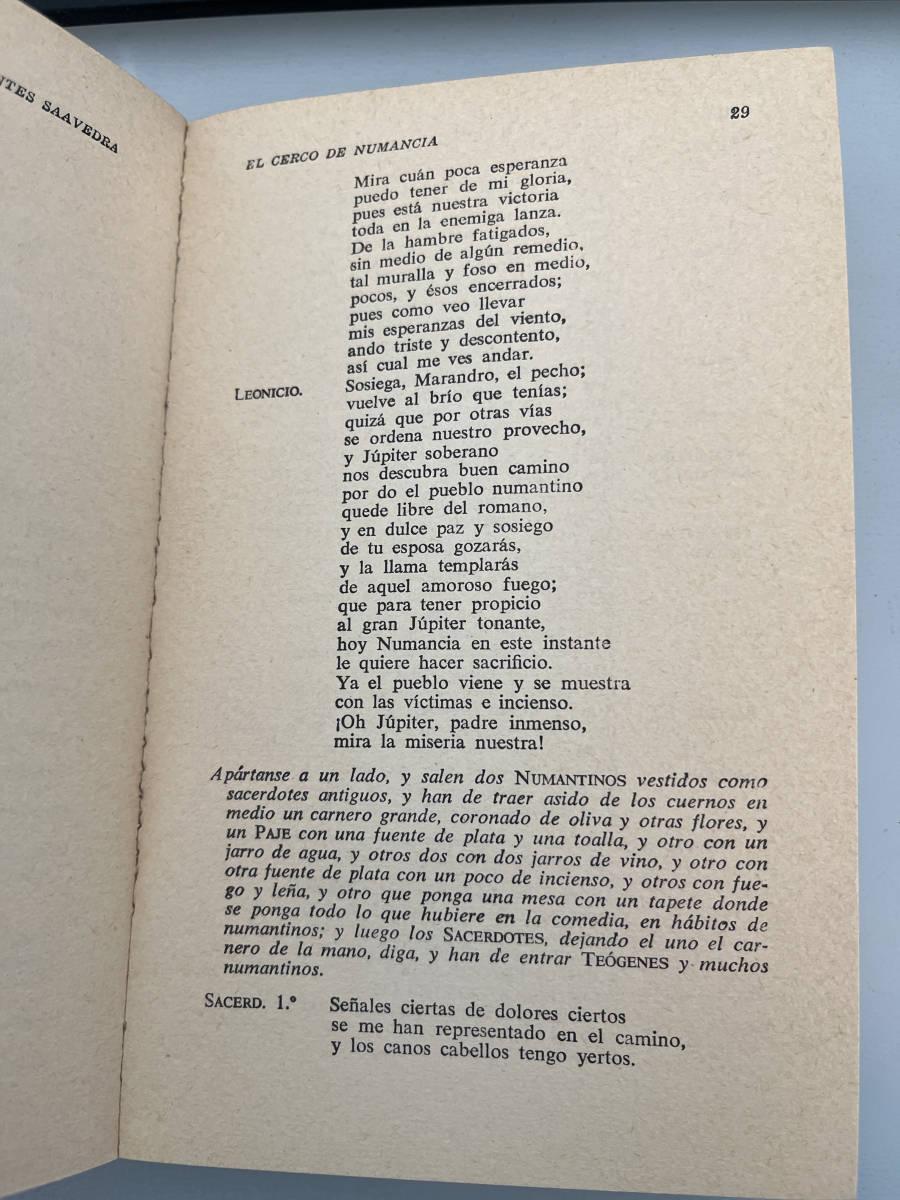 NTES SAAVEDRA
EL CERCO DE NUMANCIA
29
Mira cuán poca esperanza
puedo tener de mi gloria,
pues está nuestra victoria
toda en la enemiga lanza.
De la hambre fatigados,
sin medio de algún remedio,
tal muralla y foso en medio,
pocos, y ésos encerrados;
pues como veo llevar
mis esperanzas del viento,
ando triste y descontento,
así cual me ves andar.
LEONICIO. Sosiega, Marandro, el pecho;
vuelve al brío que tenías;
quizá que por otras vías
se ordena nuestro provecho,
y Júpiter soberano
nos descubra buen camino
por do el pueblo numantino
quede libre del romano,
y en dulce paz y sosiego
de tu esposa gozarás,
y la llama templarás
de aquel amoroso fuego;
que para tener propicio
al gran Júpiter tonante,
hoy Numancia en este instante
le quiere hacer sacrificio.
Ya el pueblo viene y se muestra
con las víctimas e incienso.
¡Oh Júpiter, padre inmenso,
mira la miseria nuestra!
Apártanse a un lado, y salen dos NUMANTINOS vestidos como
sacerdotes antiguos, y han de traer asido de los cuernos en
medio un carnero grande, coronado de oliva y otras flores, y
un PAJE con una fuente de plata y una toalla, y otro con un
jarro de agua, y otros dos con dos jarros de vino, y otro con
otra fuente de plata con un poco de incienso, y otros con fue-
go y leña, y otro que ponga una mesa con un tapete donde
se ponga todo lo que hubiere en la comedia, en hábitos de
numantinos; y luego los SACERDOTES, dejando el uno el car-
nero de la mano, diga, y han de entrar TEÓGENES y muchos
numantinos.
SACERD. 1.º Señales ciertas de dolores ciertos
se me han representado en el camino,
y los canos cabellos tengo yertos.